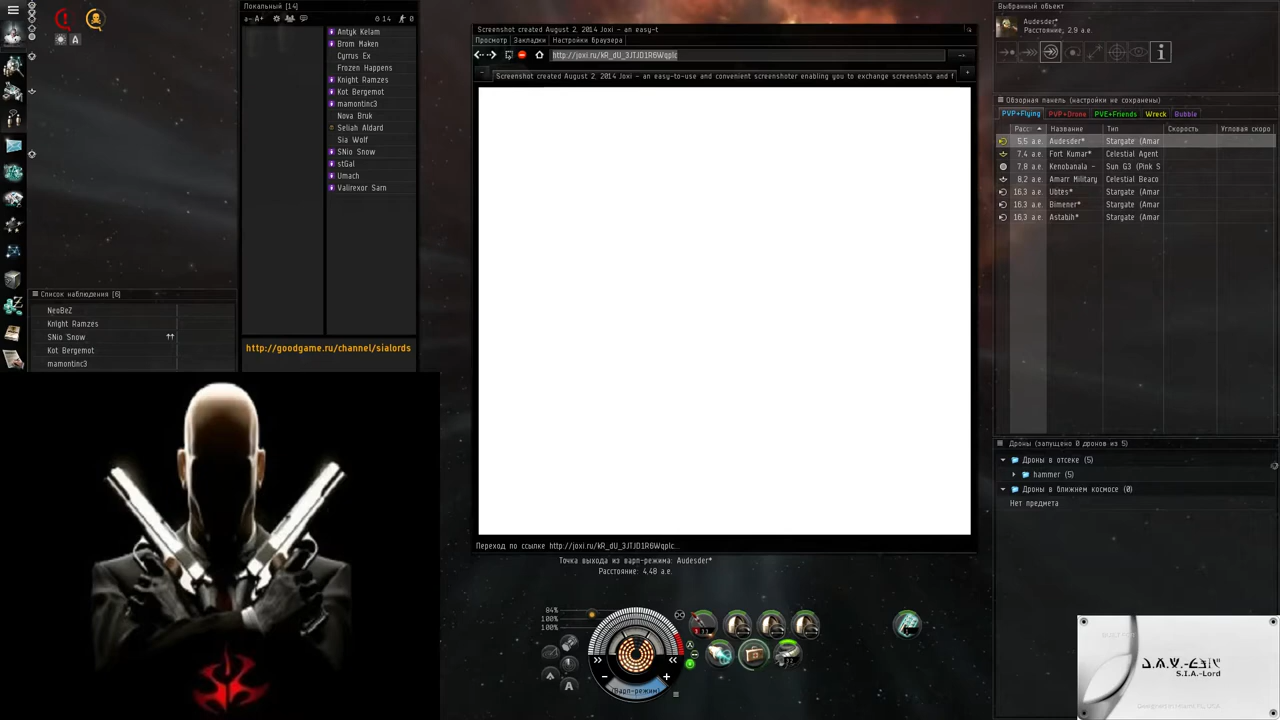 Локальный [14]
14 0
Antyk Kelam
Brom Maken
Cyrus Ex
Frozen Happens
Knight Ramzes
Kot Bergemot
mamontinc3
Nova Bruk
Seliah Aldard
Sia Wolf
SNio Snow
stGal
Umach
Valirexor Sarn
http://goodgame.ru/channel/sialords
Список наблюдения [6]
NeoBeZ
Knight Ramzes
SNio Snow
Kot Bergemot
mamontinc3
Screenshot created August 2, 2014 Joxi – an easy-t
Просмотр Закладки Настройки браузера
http://joxi.ru/kR_dU_3JTJD1R6Wqplc
Screenshot created August 2, 2014 Joxi – an easy-to-use and convenient screenshoter enabling you to exchange screenshots and f
Переход по ссылке http://joxi.ru/kR_dU_3JTJD1R6Wqplc...
Точка выхода из варп-режима: Audesder*
Расстояние: 4,48 а.е.
84%
100%
100%
(Варп-режим)
Выбранный объект
Audesder*
Расстояние: 2,9 а.е.
Обзорная панель (настройки не сохранены)
PVP+Flying PVP+Drone PVE+Friends Wreck Bubble
Расс Название Тип Скорость Угловая скоро
5,5 а.е. Audesder* Stargate (Amar
7,4 а.е. Fort Kumar* Celestial Agent
7,8 а.е. Kenobanala – Sun G3 (Pink S
8,2 а.е. Amarr Military Celestial Beaco
16,3 а.е. Ubtes* Stargate (Amar
16,3 а.е. Bimener* Stargate (Amar
16,3 а.е. Astabih* Stargate (Amar
Дроны (запущено 0 дронов из 5)
Дроны в отсеке (5)
hammer (5)
Дроны в ближнем космосе (0)
Нет предмета
S.I.A.-Lord